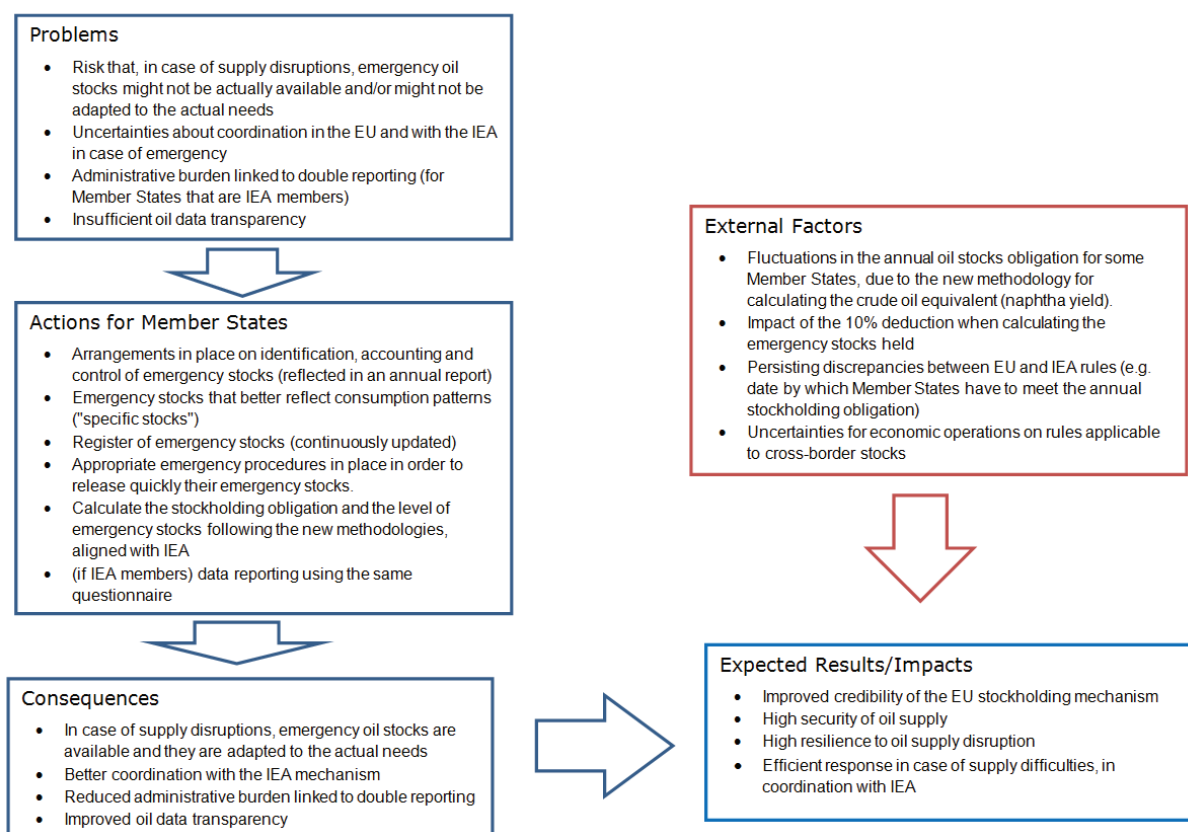 Problems
• Risk that, in case of supply disruptions, emergency oil
stocks might not be actually available and/or might not be
adapted to the actual needs
• Uncertainties about coordination in the EU and with the IEA
in case of emergency
• Administrative burden linked to double reporting (for
Member States that are IEA members)
• Insufficient oil data transparency
Actions for Member States
• Arrangements in place on identification, accounting and
control of emergency stocks (reflected in an annual report)
• Emergency stocks that better reflect consumption patterns
("specific stocks")
• Register of emergency stocks (continuously updated)
• Appropriate emergency procedures in place in order to
release quickly their emergency stocks.
• Calculate the stockholding obligation and the level of
emergency stocks following the new methodologies,
aligned with IEA
• (if IEA members) data reporting using the same
questionnaire
Consequences
• In case of supply disruptions, emergency oil stocks are
available and they are adapted to the actual needs
• Better coordination with the IEA mechanism
• Reduced administrative burden linked to double reporting
• Improved oil data transparency
External Factors
• Fluctuations in the annual oil stocks obligation for some
Member States, due to the new methodology for
calculating the crude oil equivalent (naphtha yield).
• Impact of the 10% deduction when calculating the
emergency stocks held
• Persisting discrepancies between EU and IEA rules (e.g.
date by which Member States have to meet the annual
stockholding obligation)
• Uncertainties for economic operations on rules applicable
to cross-border stocks
Expected Results/Impacts
• Improved credibility of the EU stockholding mechanism
• High security of oil supply
• High resilience to oil supply disruption
• Efficient response in case of supply difficulties, in
coordination with IEA